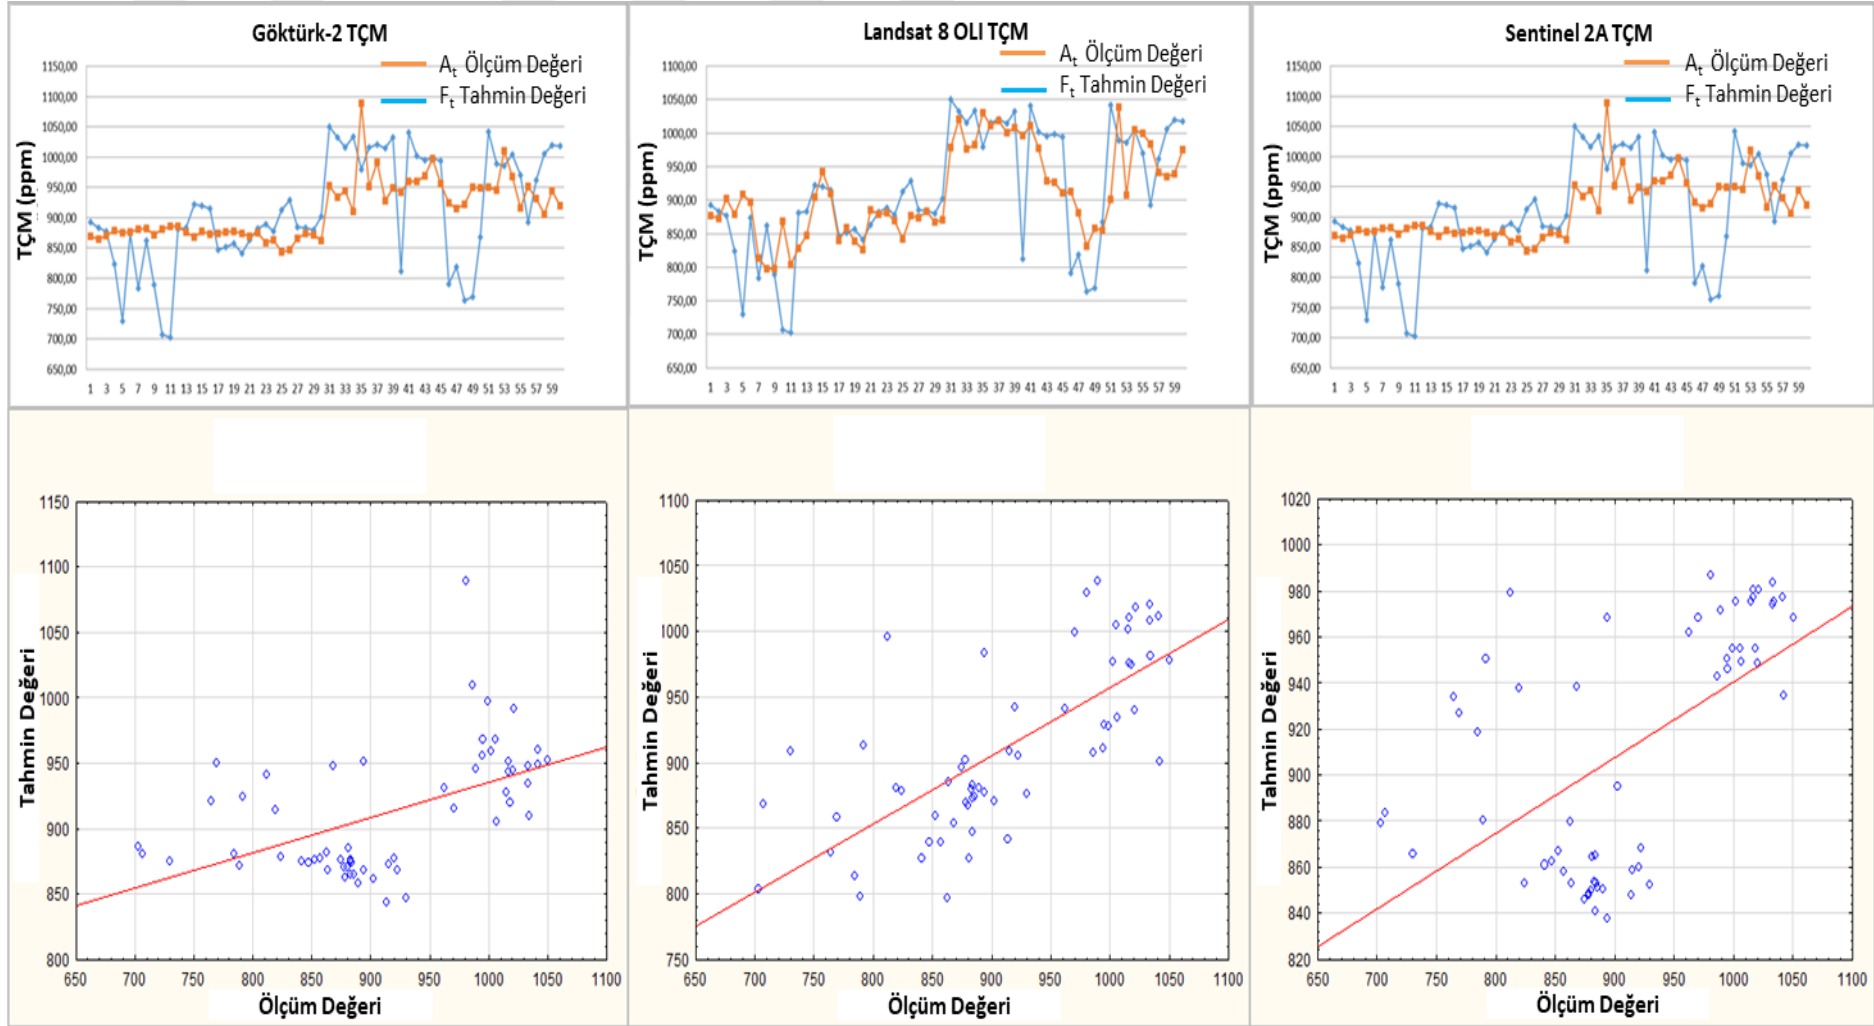 Göktürk-2 TÇM
At Ölçüm Değeri
Ft Tahmin Değeri
TÇM (ppm)
1150,00
1100,00
1050,00
1000,00
950,00
900,00
850,00
800,00
750,00
700,00
650,00
1 3 5 7 9 11 13 15 17 19 21 23 25 27 29 31 33 35 37 39 41 43 45 47 49 51 53 55 57 59
Landsat 8 OLI TÇM
At Ölçüm Değeri
Ft Tahmin Değeri
TÇM (ppm)
1100,00
1050,00
1000,00
950,00
900,00
850,00
800,00
750,00
700,00
650,00
1 3 5 7 9 11 13 15 17 19 21 23 25 27 29 31 33 35 37 39 41 43 45 47 49 51 53 55 57 59
Sentinel 2A TÇM
At Ölçüm Değeri
Ft Tahmin Değeri
TÇM (ppm)
1150,00
1100,00
1050,00
1000,00
950,00
900,00
850,00
800,00
750,00
700,00
650,00
1 3 5 7 9 11 13 15 17 19 21 23 25 27 29 31 33 35 37 39 41 43 45 47 49 51 53 55 57 59
Tahmin Değeri
1150
1100
1050
1000
950
900
850
800
650 700 750 800 850 900 950 1000 1050 1100
Ölçüm Değeri
Tahmin Değeri
1100
1050
1000
950
900
850
800
750
650 700 750 800 850 900 950 1000 1050 1100
Ölçüm Değeri
Tahmin Değeri
1020
1000
980
960
940
920
900
880
860
840
820
650 700 750 800 850 900 950 1000 1050 1100
Ölçüm Değeri